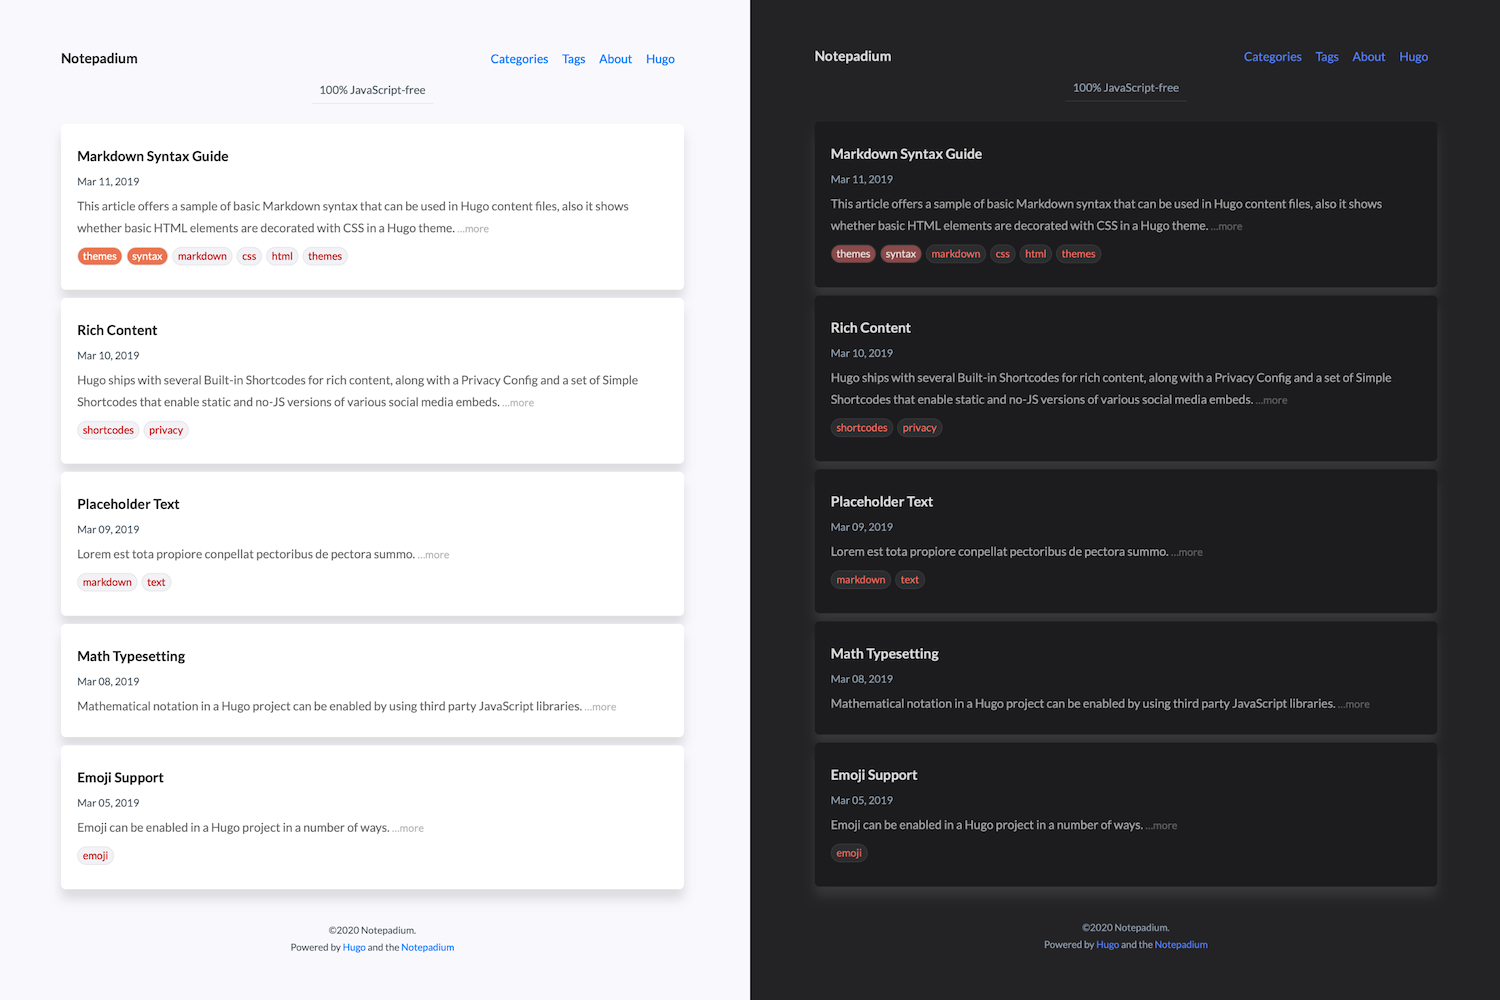 Notepadium
Categories Tags About Hugo
100% JavaScript-free
Markdown Syntax Guide
Mar 11, 2019
This article offers a sample of basic Markdown syntax that can be used in Hugo content files, also it shows
whether basic HTML elements are decorated with CSS in a Hugo theme. ...more
themes syntax markdown css html themes
Rich Content
Mar 10, 2019
Hugo ships with several Built-in Shortcodes for rich content, along with a Privacy Config and a set of Simple
Shortcodes that enable static and no-JS versions of various social media embeds. ...more
shortcodes privacy
Placeholder Text
Mar 09, 2019
Lorem est tota propiore conpellat pectoribus de pectora summo. ...more
markdown text
Math Typesetting
Mar 08, 2019
Mathematical notation in a Hugo project can be enabled by using third party JavaScript libraries. ...more
Emoji Support
Mar 05, 2019
Emoji can be enabled in a Hugo project in a number of ways. ...more
emoji
©2020 Notepadium.
Powered by Hugo and the Notepadium
Notepadium
Categories Tags About Hugo
100% JavaScript-free
Markdown Syntax Guide
Mar 11, 2019
This article offers a sample of basic Markdown syntax that can be used in Hugo content files, also it shows
whether basic HTML elements are decorated with CSS in a Hugo theme. ...more
themes syntax markdown css html themes
Rich Content
Mar 10, 2019
Hugo ships with several Built-in Shortcodes for rich content, along with a Privacy Config and a set of Simple
Shortcodes that enable static and no-JS versions of various social media embeds. ...more
shortcodes privacy
Placeholder Text
Mar 09, 2019
Lorem est tota propiore conpellat pectoribus de pectora summo. ...more
markdown text
Math Typesetting
Mar 08, 2019
Mathematical notation in a Hugo project can be enabled by using third party JavaScript libraries. ...more
Emoji Support
Mar 05, 2019
Emoji can be enabled in a Hugo project in a number of ways. ...more
emoji
©2020 Notepadium.
Powered by Hugo and the Notepadium